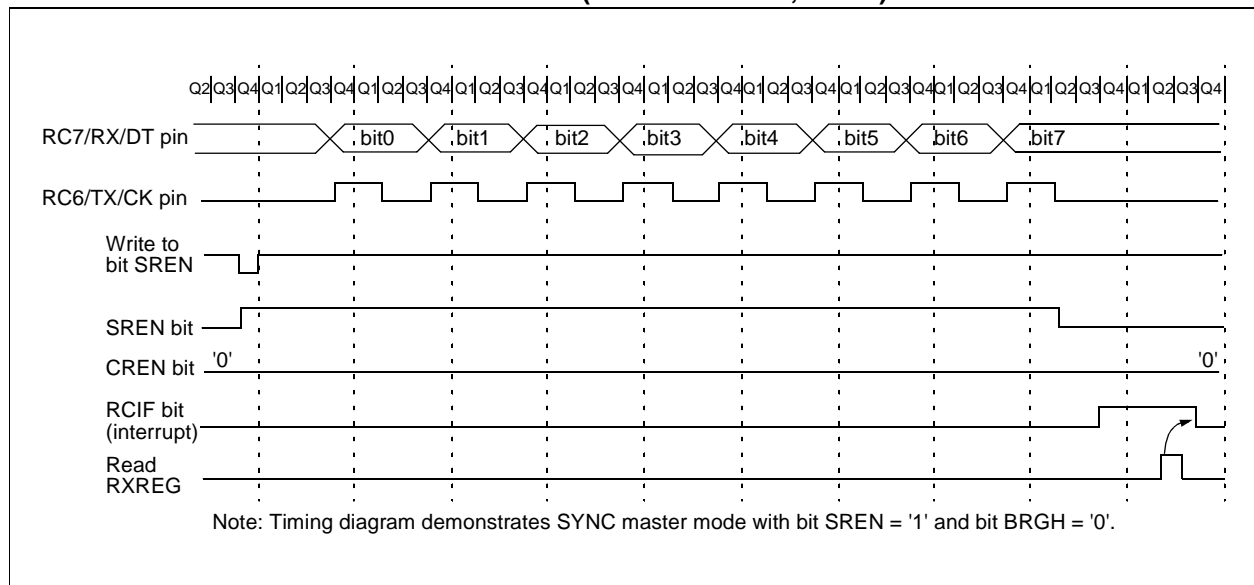 Q2 Q3 Q4 Q1 Q2 Q3 Q4 Q1 Q2 Q3 Q4 Q1 Q2 Q3 Q4 Q1 Q2 Q3 Q4 Q1 Q2 Q3 Q4 Q1 Q2 Q3 Q4 Q1 Q2 Q3 Q4 Q1 Q2 Q3 Q4 Q1 Q2 Q3 Q4 Q1 Q2 Q3 Q4
RC7/RX/DT pin bit0 bit1 bit2 bit3 bit4 bit5 bit6 bit7
RC6/TX/CK pin
Write to
bit SREN
SREN bit
CREN bit '0' '0'
RCIF bit
(interrupt)
Read
RXREG
Note: Timing diagram demonstrates SYNC master mode with bit SREN = '1' and bit BRGH = '0'.